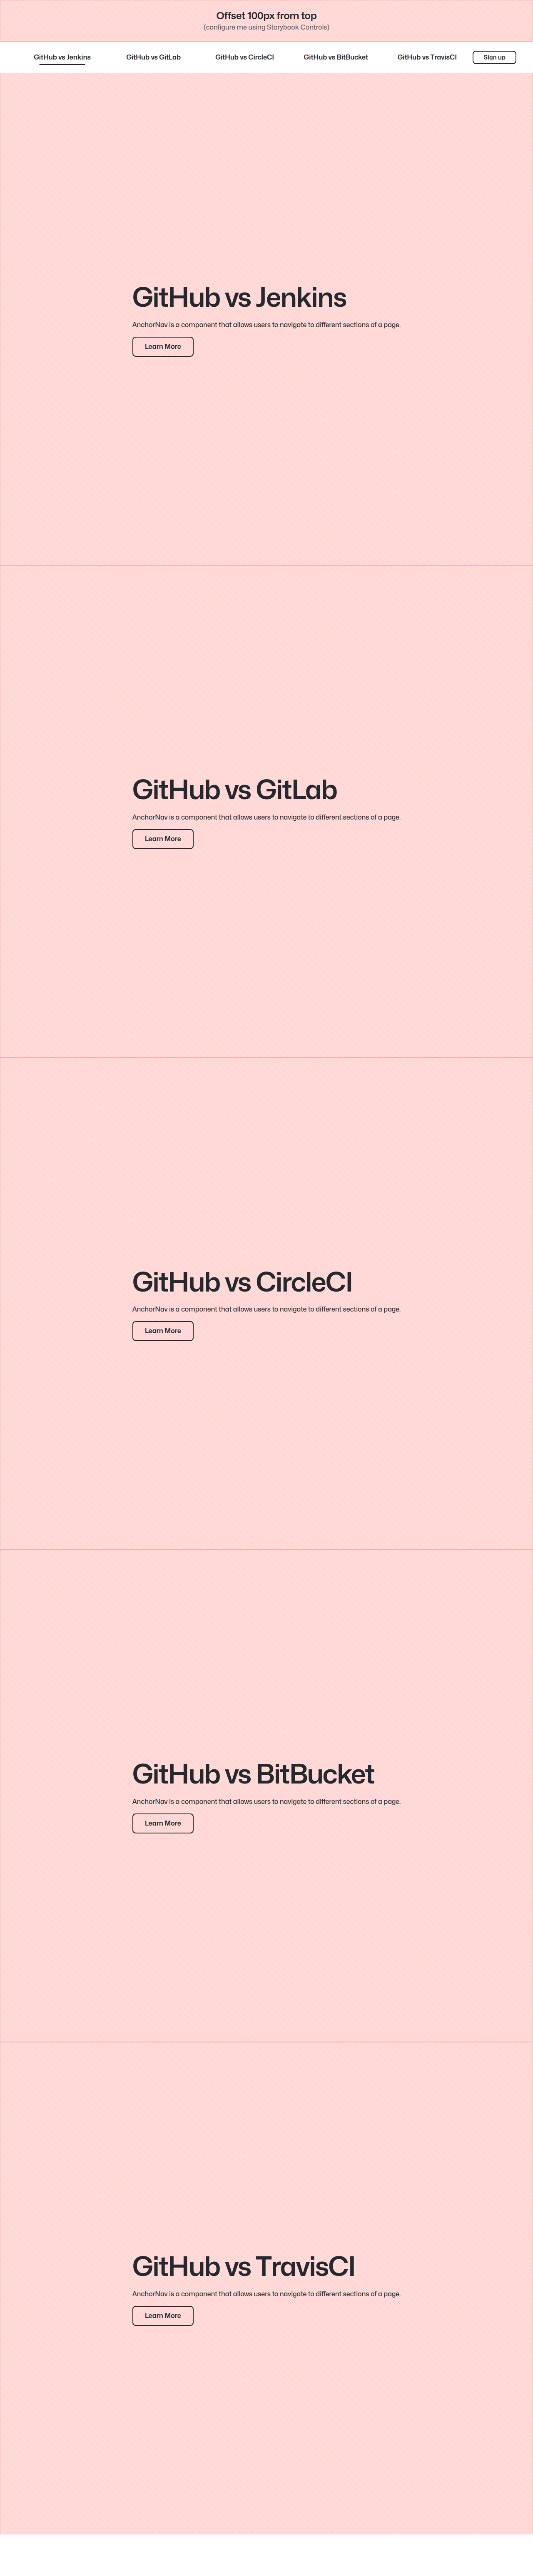 Offset 100px from top
(configure me using Storybook Controls)
GitHub vs Jenkins GitHub vs GitLab GitHub vs CircleCI GitHub vs BitBucket GitHub vs TravisCI Sign up
GitHub vs Jenkins
AnchorNav is a component that allows users to navigate to different sections of a page.
Learn More
GitHub vs GitLab
AnchorNav is a component that allows users to navigate to different sections of a page.
Learn More
GitHub vs CircleCI
AnchorNav is a component that allows users to navigate to different sections of a page.
Learn More
GitHub vs BitBucket
AnchorNav is a component that allows users to navigate to different sections of a page.
Learn More
GitHub vs TravisCI
AnchorNav is a component that allows users to navigate to different sections of a page.
Learn More